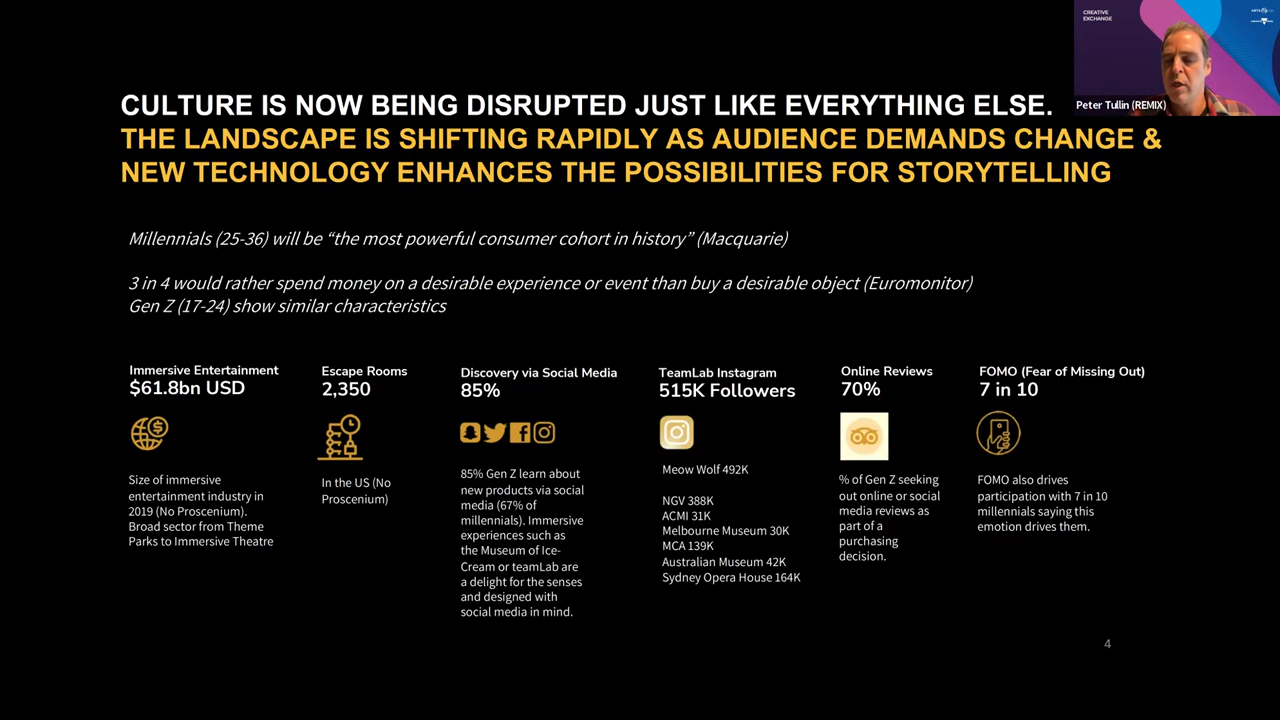 CREATIVE
EXCHANGE
Peter Tullin (REMIX)
CULTURE IS NOW BEING DISRUPTED JUST LIKE EVERYTHING ELSE.
THE LANDSCAPE IS SHIFTING RAPIDLY AS AUDIENCE DEMANDS CHANGE &
NEW TECHNOLOGY ENHANCES THE POSSIBILITIES FOR STORYTELLING
Millennials (25-36) will be “the most powerful consumer cohort in history” (Macquarie)
3 in 4 would rather spend money on a desirable experience or event than buy a desirable object (Euromonitor)
Gen Z (17-24) show similar characteristics
Immersive Entertainment
$61.8bn USD
Size of immersive
entertainment industry in
2019 (No Proscenium).
Broad sector from Theme
Parks to Immersive Theatre
Escape Rooms
2,350
In the US (No
Proscenium)
Discovery via Social Media
85%
85% Gen Z learn about
new products via social
media (67% of
millennials). Immersive
experiences such as
the Museum of Ice-
Cream or teamLab are
a delight for the senses
and designed with
social media in mind.
TeamLab Instagram
515K Followers
Meow Wolf 492K
NGV 388K
ACMI 31K
Melbourne Museum 30K
MCA 139K
Australian Museum 42K
Sydney Opera House 164K
Online Reviews
70%
% of Gen Z seeking
out online or social
media reviews as
part of a
purchasing
decision.
FOMO (Fear of Missing Out)
7 in 10
FOMO also drives
participation with 7 in 10
millennials saying this
emotion drives them.
4